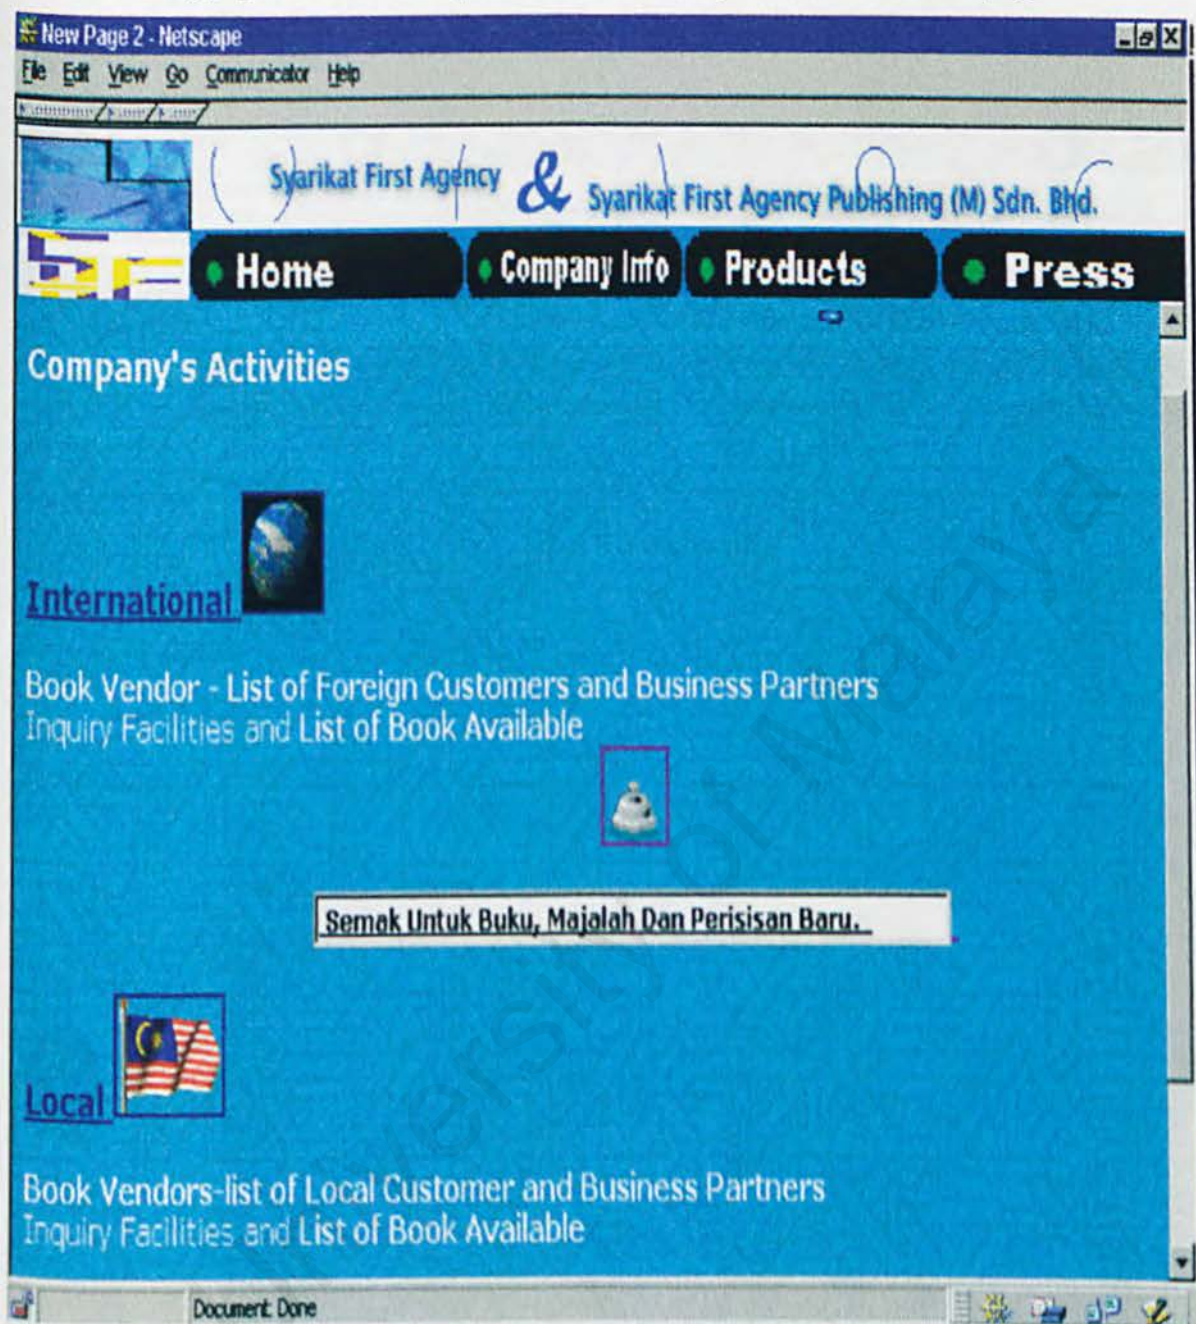 New Page 2 - Netscape
File Edit View Go Communicator Help
Syarikat First Agency & Syarikat First Agency Publishing (M) Sdn. Bhd.
Home Company Info Products Press
Company's Activities
International
Book Vendor - List of Foreign Customers and Business Partners
Inquiry Facilities and List of Book Available
Semak Untuk Buku, Majalah Dan Perisisan Baru.
Local
Book Vendors-list of Local Customer and Business Partners
Inquiry Facilities and List of Book Available
Document: Done
University of Malaya